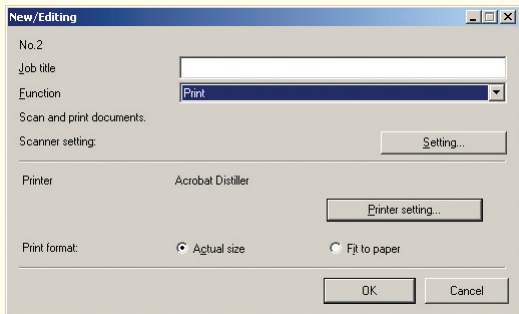 New/Editing
No.2
Job title
Function Print
Scan and print documents.
Scanner setting: Setting...
Printer Acrobat Distiller
Printer setting...
Print format: Actual size Fit to paper
OK Cancel